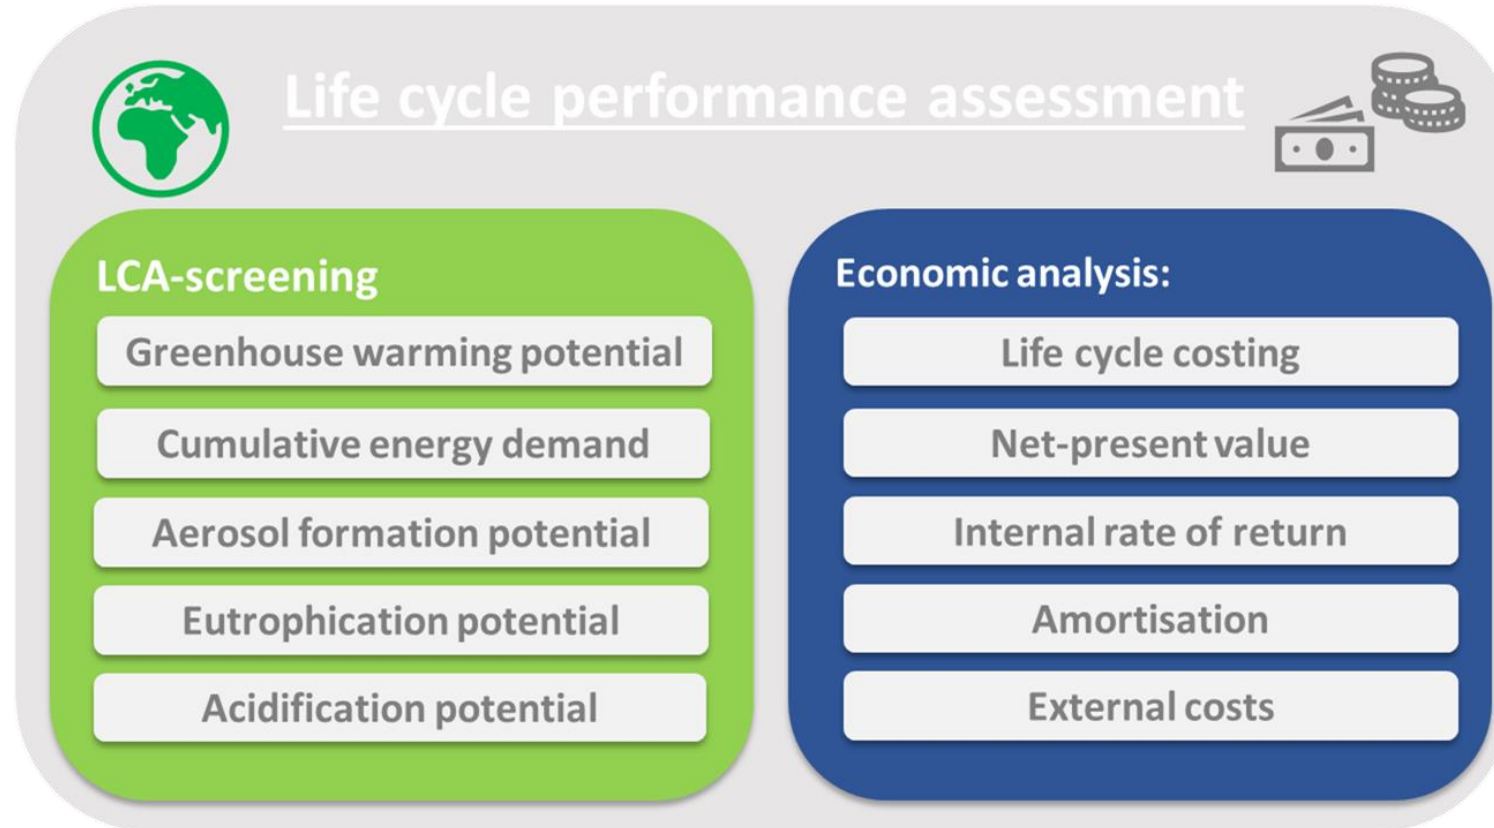 Life cycle performance assessment
LCA-screening
Greenhouse warming potential
Cumulative energy demand
Aerosol formation potential
Eutrophication potential
Acidification potential
Economic analysis:
Life cycle costing
Net-present value
Internal rate of return
Amortisation
External costs